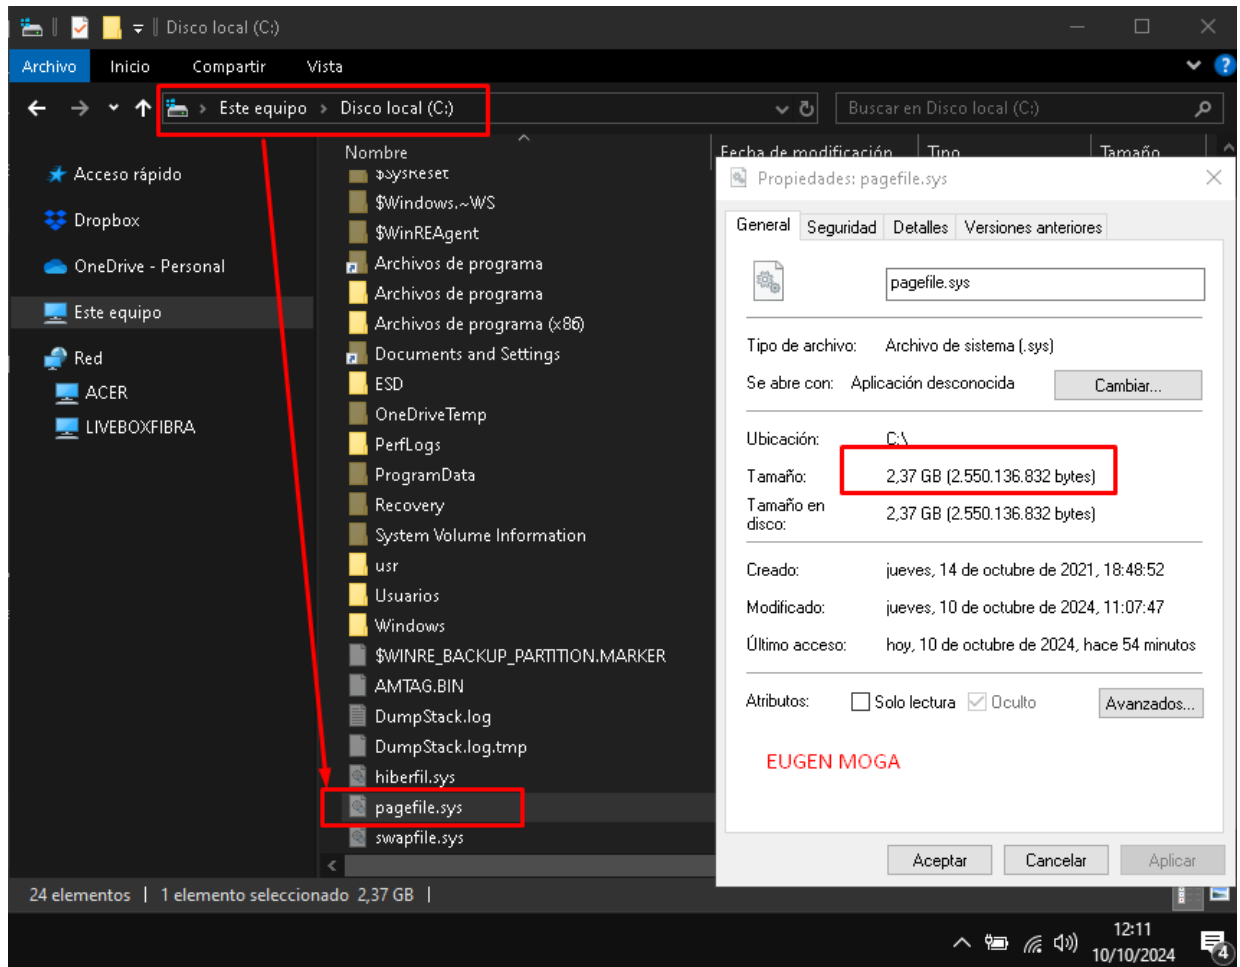 Disco local (C:)
Archivo Inicio Compartir Vista
Este equipo > Disco local (C:)
Buscar en Disco local (C:)
Acceso rápido
Dropbox
OneDrive - Personal
Este equipo
Red
ACER
LIVEBOXFIBRA
Nombre
Fecha de modificación
Tipo
Tamaño
$SysReset
$Windows.~WS
$WinREAgent
Archivos de programa
Archivos de programa
Archivos de programa (x86)
Documents and Settings
ESD
OneDriveTemp
PerfLogs
ProgramData
Recovery
System Volume Information
usr
Usuarios
Windows
$WINRE_BACKUP_PARTITION.MARKER
AMTAG.BIN
DumpStack.log
DumpStack.log.tmp
hiberfil.sys
pagefile.sys
swapfile.sys
Propiedades: pagefile.sys
General Seguridad Detalles Versiones anteriores
pagefile.sys
Tipo de archivo: Archivo de sistema (.sys)
Se abre con: Aplicación desconocida Cambiar...
Ubicación: C:\
Tamaño: 2,37 GB (2.550.136.832 bytes)
Tamaño en
disco: 2,37 GB (2.550.136.832 bytes)
Creado: jueves, 14 de octubre de 2021, 18:48:52
Modificado: jueves, 10 de octubre de 2024, 11:07:47
Último acceso: hoy, 10 de octubre de 2024, hace 54 minutos
Atributos: Solo lectura Oculto Avanzados...
EUGEN MOGA
Aceptar Cancelar Aplicar
24 elementos 1 elemento seleccionado 2,37 GB
12:11
10/10/2024
4